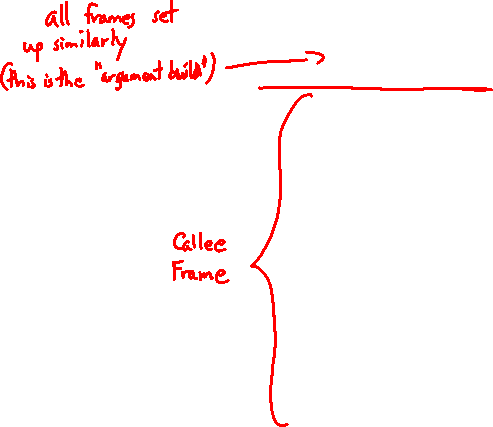 all frames set
up similarly
(this is the "argument build")
Callee
Frame